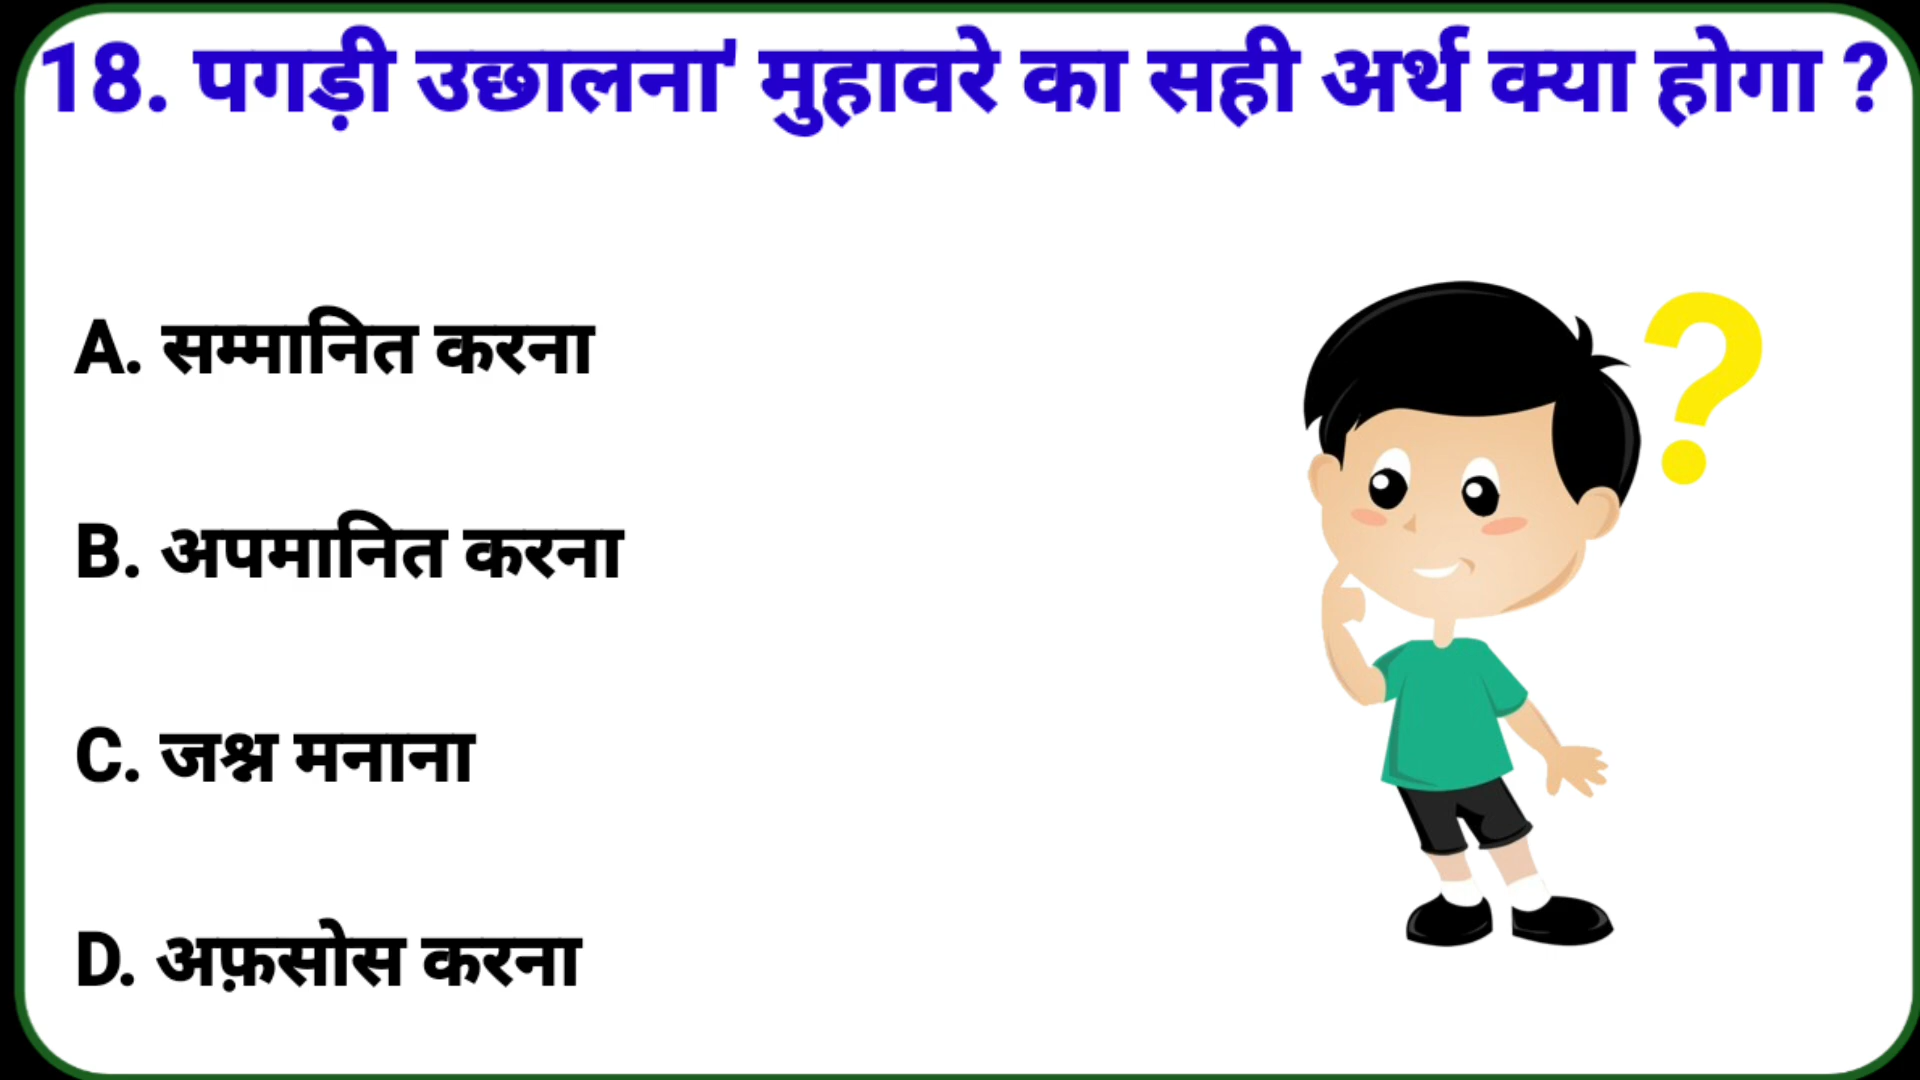 18. पगड़ी उछालना' मुहावरे का सही अर्थ क्या होगा ?
A. सम्मानित करना
B. अपमानित करना
C. जश्न मनाना
D. अफ़सोस करना
?